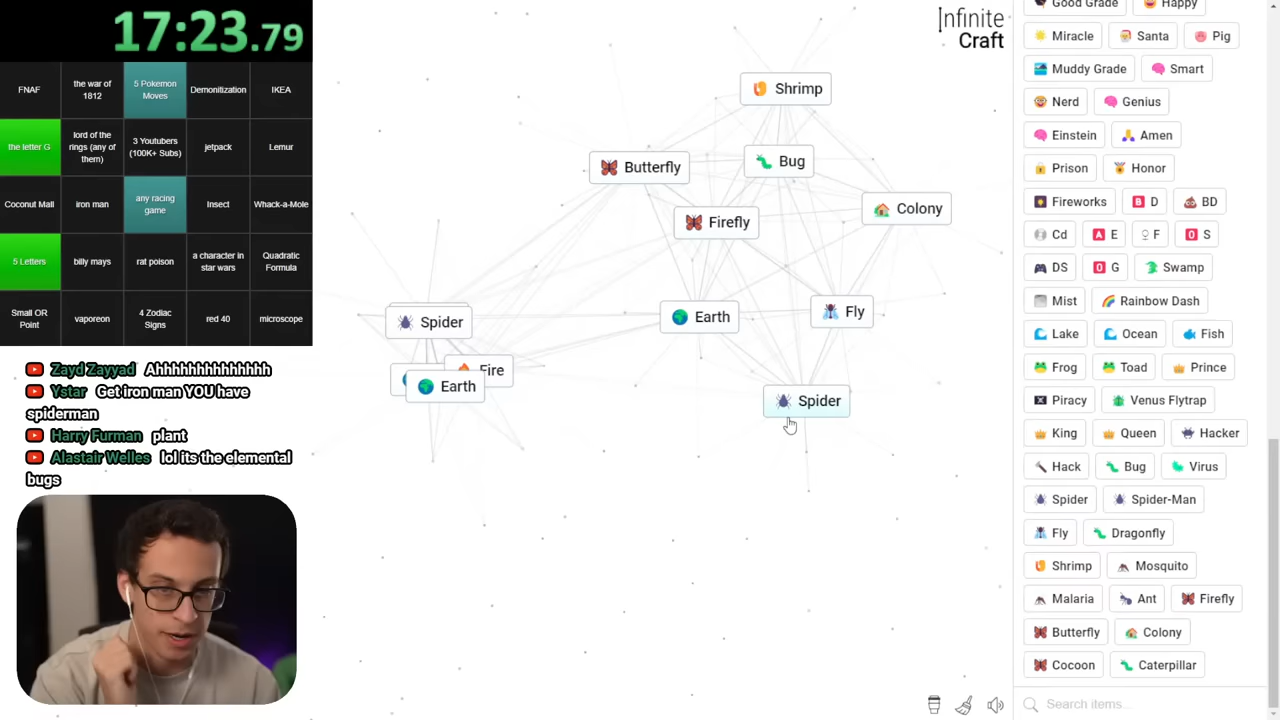 17:23.79
FNAF
the war of
1812
5 Pokemon
Moves
Demonitization
IKEA
the letter G
lord of the
rings (any of
them)
3 Youtubers
(100K+ Subs)
jetpack
Lemur
Coconut Mall
iron man
any racing
game
Insect
Whack-a-Mole
5 Letters
billy mays
rat poison
a character in
star wars
Quadratic
Formula
Small OR
Point
vaporeon
4 Zodiac
Signs
red 40
microscope
Zayd Zayyad Ahhhhhhhhhhhhhh
Ystar Get iron man YOU have
spiderman
Harry Furman plant
Alastair Welles lol its the elemental
bugs
Infinite
Craft
Shrimp
Butterfly
Bug
Firefly
Colony
Spider
Earth
Fly
Fire
Earth
Spider
Good Grade Happy
Miracle Santa Pig
Muddy Grade Smart
Nerd Genius
Einstein Amen
Prison Honor
Fireworks B D BD
Cd A E F O S
DS O G Swamp
Mist Rainbow Dash
Lake Ocean Fish
Frog Toad Prince
Piracy Venus Flytrap
King Queen Hacker
Hack Bug Virus
Spider Spider-Man
Fly Dragonfly
Shrimp Mosquito
Malaria Ant Firefly
Butterfly Colony
Cocoon Caterpillar
Search items...